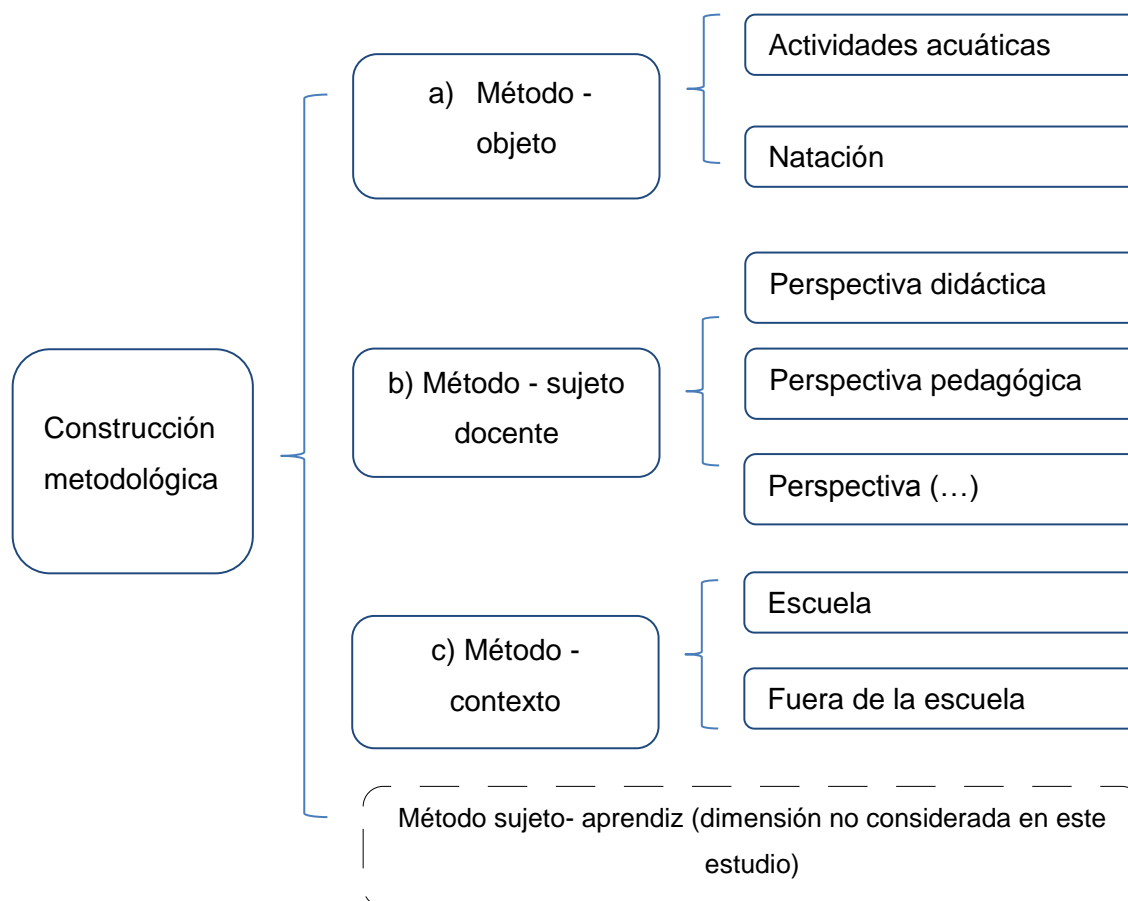 Construcción
metodológica
a) Método -
objeto
Actividades acuáticas
Natación
b) Método - sujeto
docente
Perspectiva didáctica
Perspectiva pedagógica
Perspectiva (…)
c) Método -
contexto
Escuela
Fuera de la escuela
Método sujeto- aprendiz (dimensión no considerada en este
estudio)